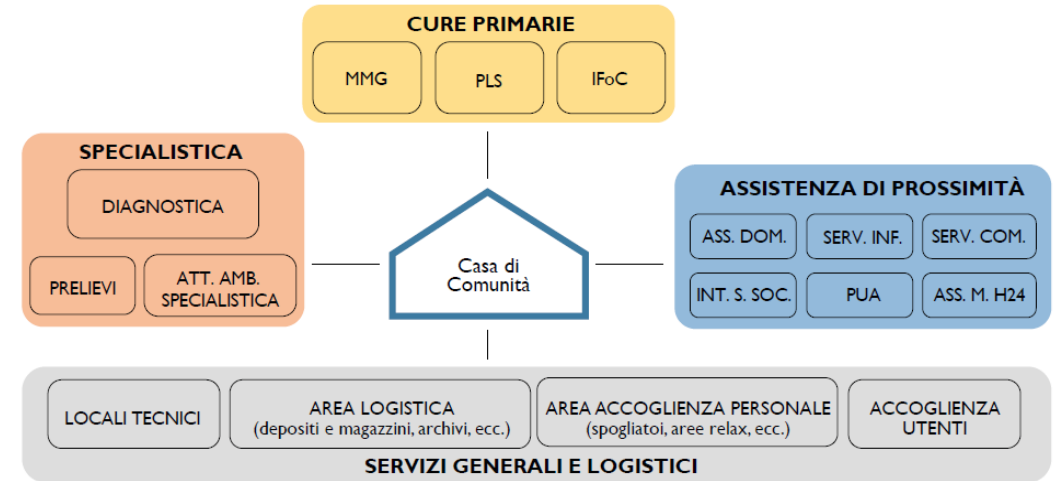 CURE PRIMARIE
MMG
PLS
IFoC
SPECIALISTICA
DIAGNOSTICA
PRELIEVI
ATT. AMB.
SPECIALISTICA
Casa di
Comunità
ASSISTENZA DI PROSSIMITÀ
ASS. DOM.
SERV. INF.
SERV. COM.
INT. S. SOC.
PUA
ASS. M. H24
LOCALI TECNICI
AREA LOGISTICA
(depositi e magazzini, archivi, ecc.)
AREA ACCOGLIENZA PERSONALE
(spogliatoi, aree relax, ecc.)
ACCOGLIENZA
UTENTI
SERVIZI GENERALI E LOGISTICI